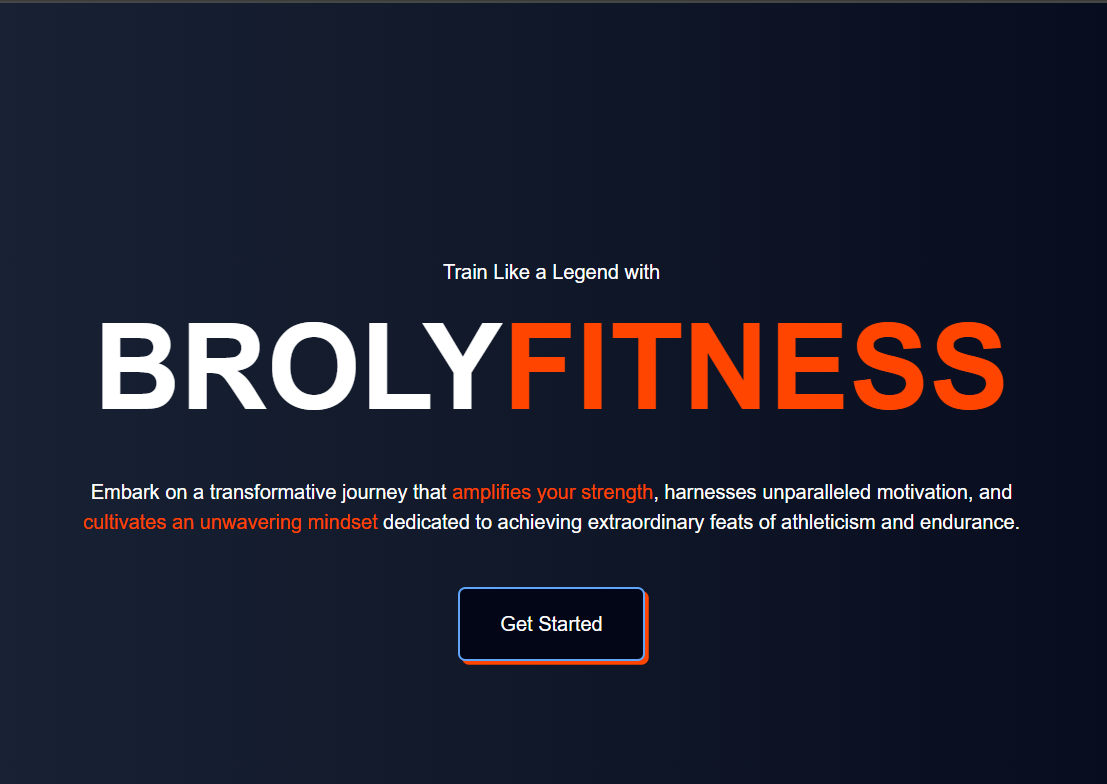 Train Like a Legend with
BROLYFITNESS
Embark on a transformative journey that amplifies your strength, harnesses unparalleled motivation, and
cultivates an unwavering mindset dedicated to achieving extraordinary feats of athleticism and endurance.
Get Started